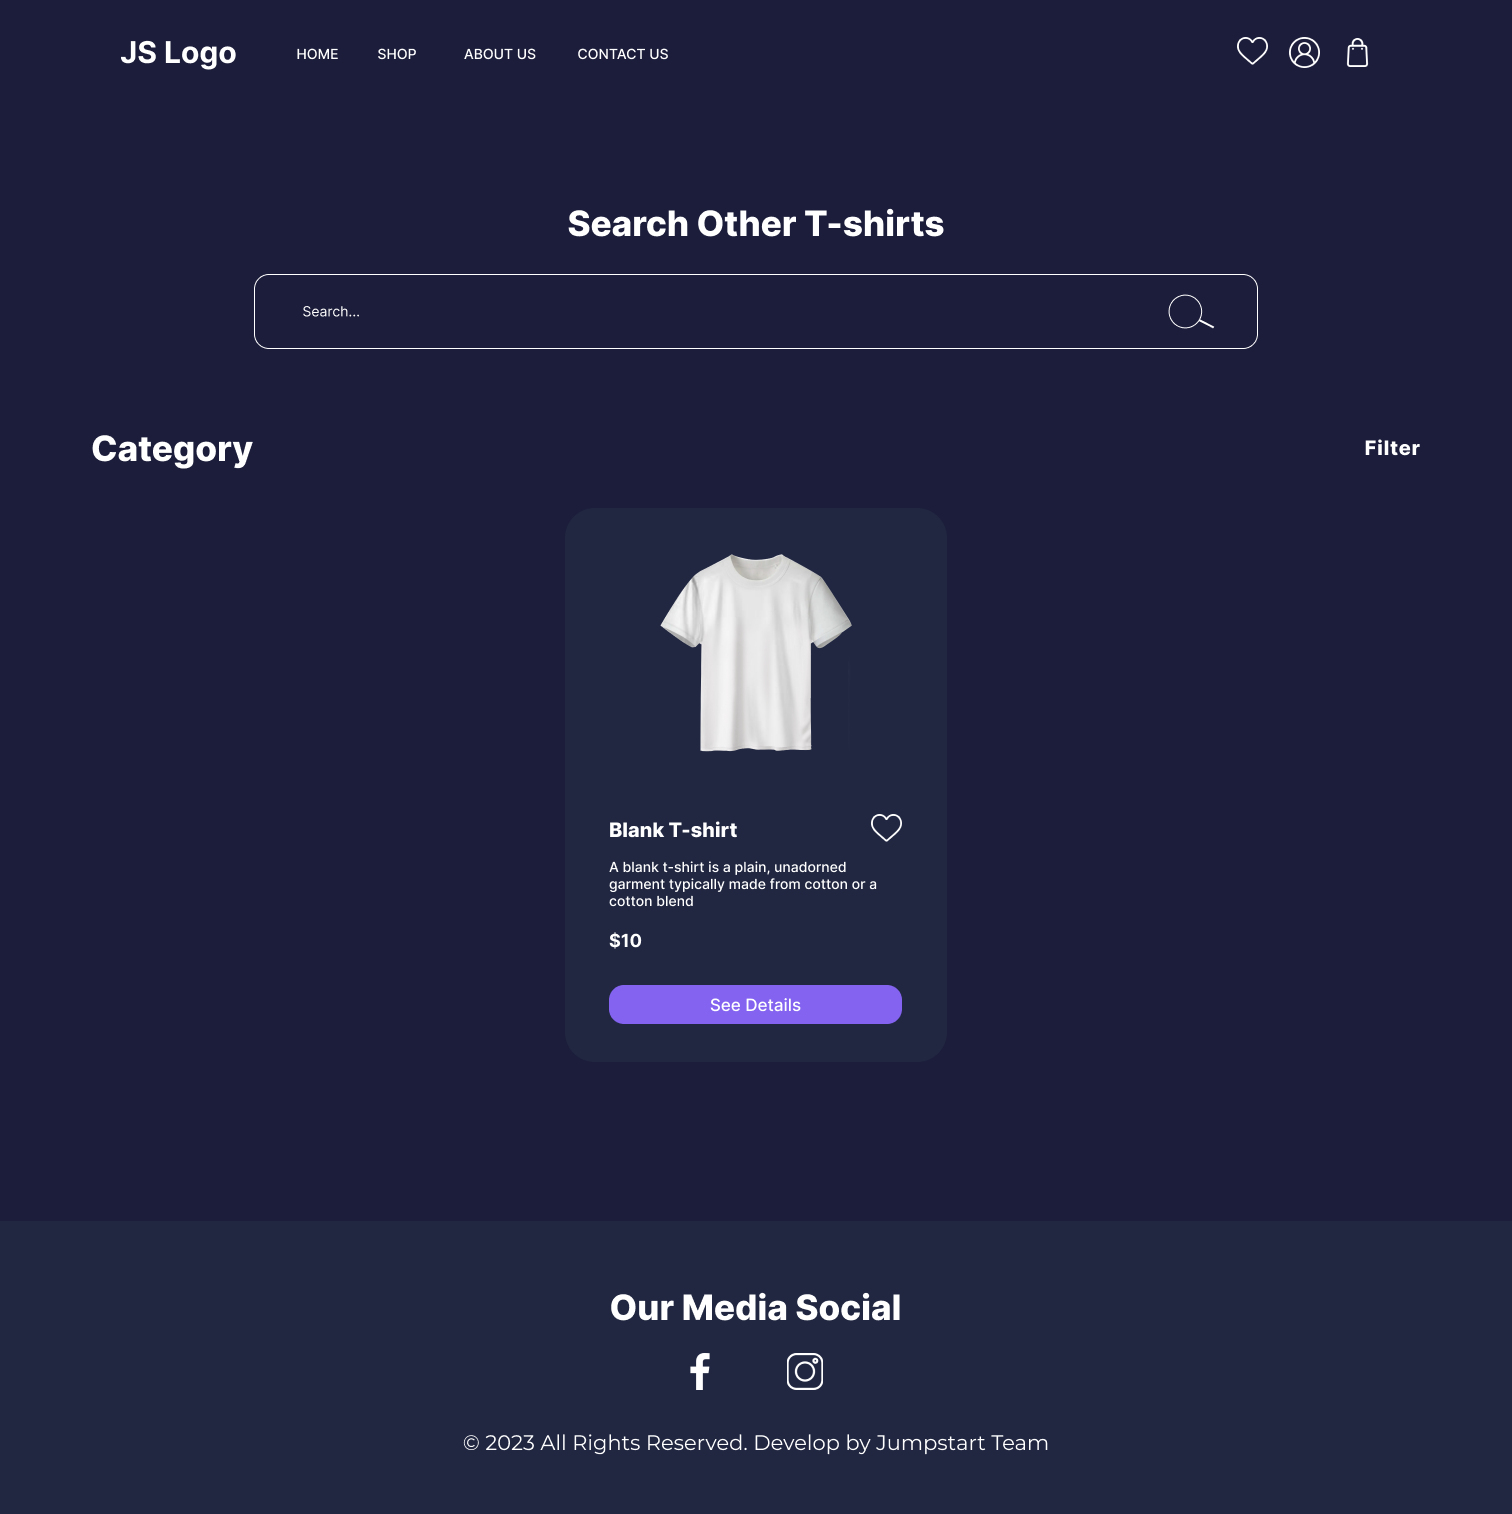 JS Logo
HOME
SHOP
ABOUT US
CONTACT US
Search Other T-shirts
Search...
Category
Filter
Blank T-shirt
A blank t-shirt is a plain, unadorned
garment typically made from cotton or a
cotton blend
$10
See Details
Our Media Social
© 2023 All Rights Reserved. Develop by Jumpstart Team